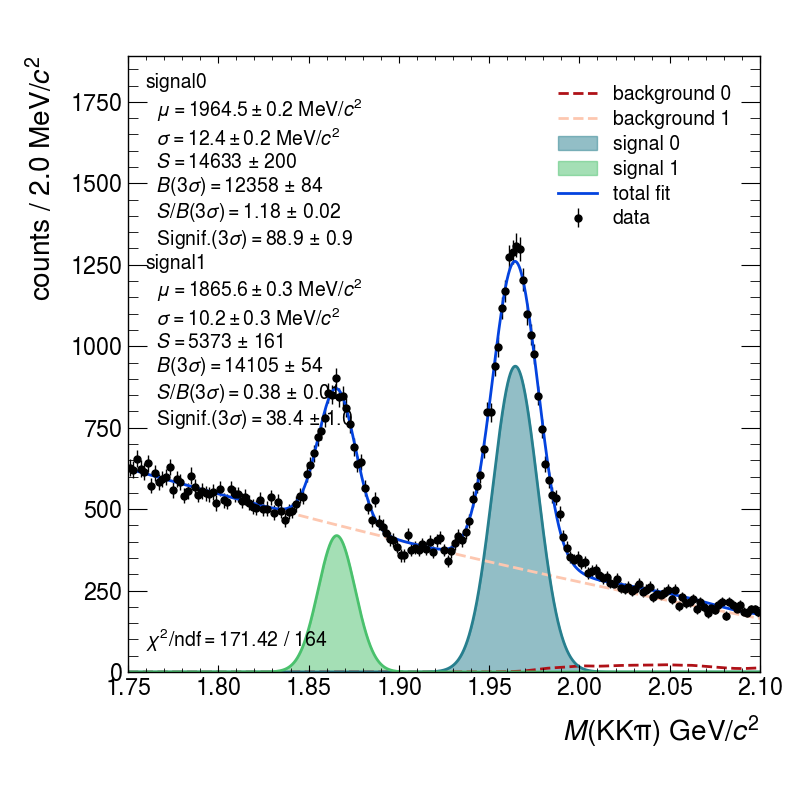 counts / 2.0 MeV/c²
1750
1500
1250
1000
750
500
250
0
signal0
μ = 1964.5 ± 0.2 MeV/c²
σ = 12.4 ± 0.2 MeV/c²
S = 14633 ± 200
B(3σ) = 12358 ± 84
S/B(3σ) = 1.18 ± 0.02
Signif.(3σ) = 88.9 ± 0.9
signal1
μ = 1865.6 ± 0.3 MeV/c²
σ = 10.2 ± 0.3 MeV/c²
S = 5373 ± 161
B(3σ) = 14105 ± 54
S/B(3σ) = 0.38 ±
Signif.(3σ) = 38.4 ±
χ²/ndf = 171.42 / 164
background 0
background 1
signal 0
signal 1
total fit
data
1.75 1.80 1.85 1.90 1.95 2.00 2.05 2.10
M(KKπ) GeV/c²